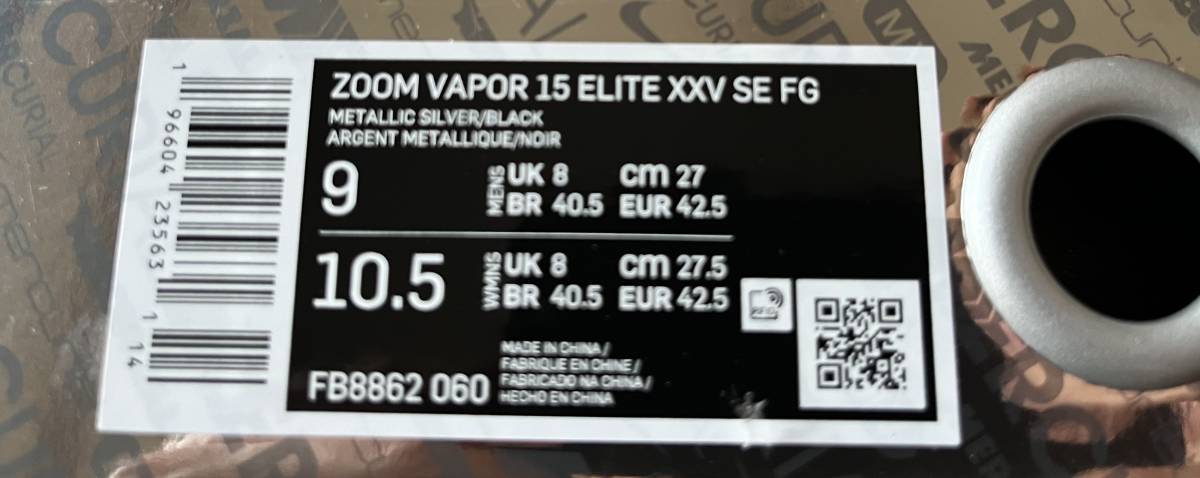 ZOOM VAPOR 15 ELITE XXV SE FG
METALLIC SILVER/BLACK
ARGENT METALLIQUE/NOIR
9
MENS
UK 8 cm 27
BR 40.5 EUR 42.5
10.5
WMNS
UK 8 cm 27.5
BR 40.5 EUR 42.5
RFID
MADE IN CHINA/
FABRIQUE EN CHINE/
FABRICADO NA CHINA/
HECHO EN CHINA
FB8862 060
1 96604 23563 1
14
CURIAL